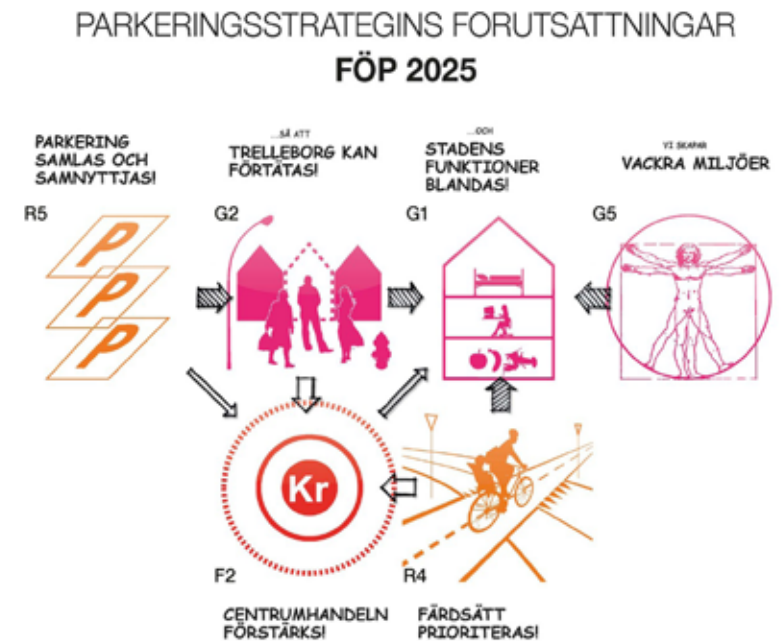 PARKERINGSSTRATEGINS FÖRUTSÄTTNINGAR
FÖP 2025
PARKERING
SAMLAS OCH
SAMNYTTJAS!
R5
P
P
P
...SÅ ATT
TRELLEBORG KAN
FÖRTÄTAS!
G2
...OCH
STADENS
FUNKTIONER
BLANDAS!
G1
VI SKAPAR
VACKRA MILJÖER
G5
Kr
F2
CENTRUMHANDELN
FÖRSTÄRKS!
R4
FÄRDSÄTT
PRIORITERAS!